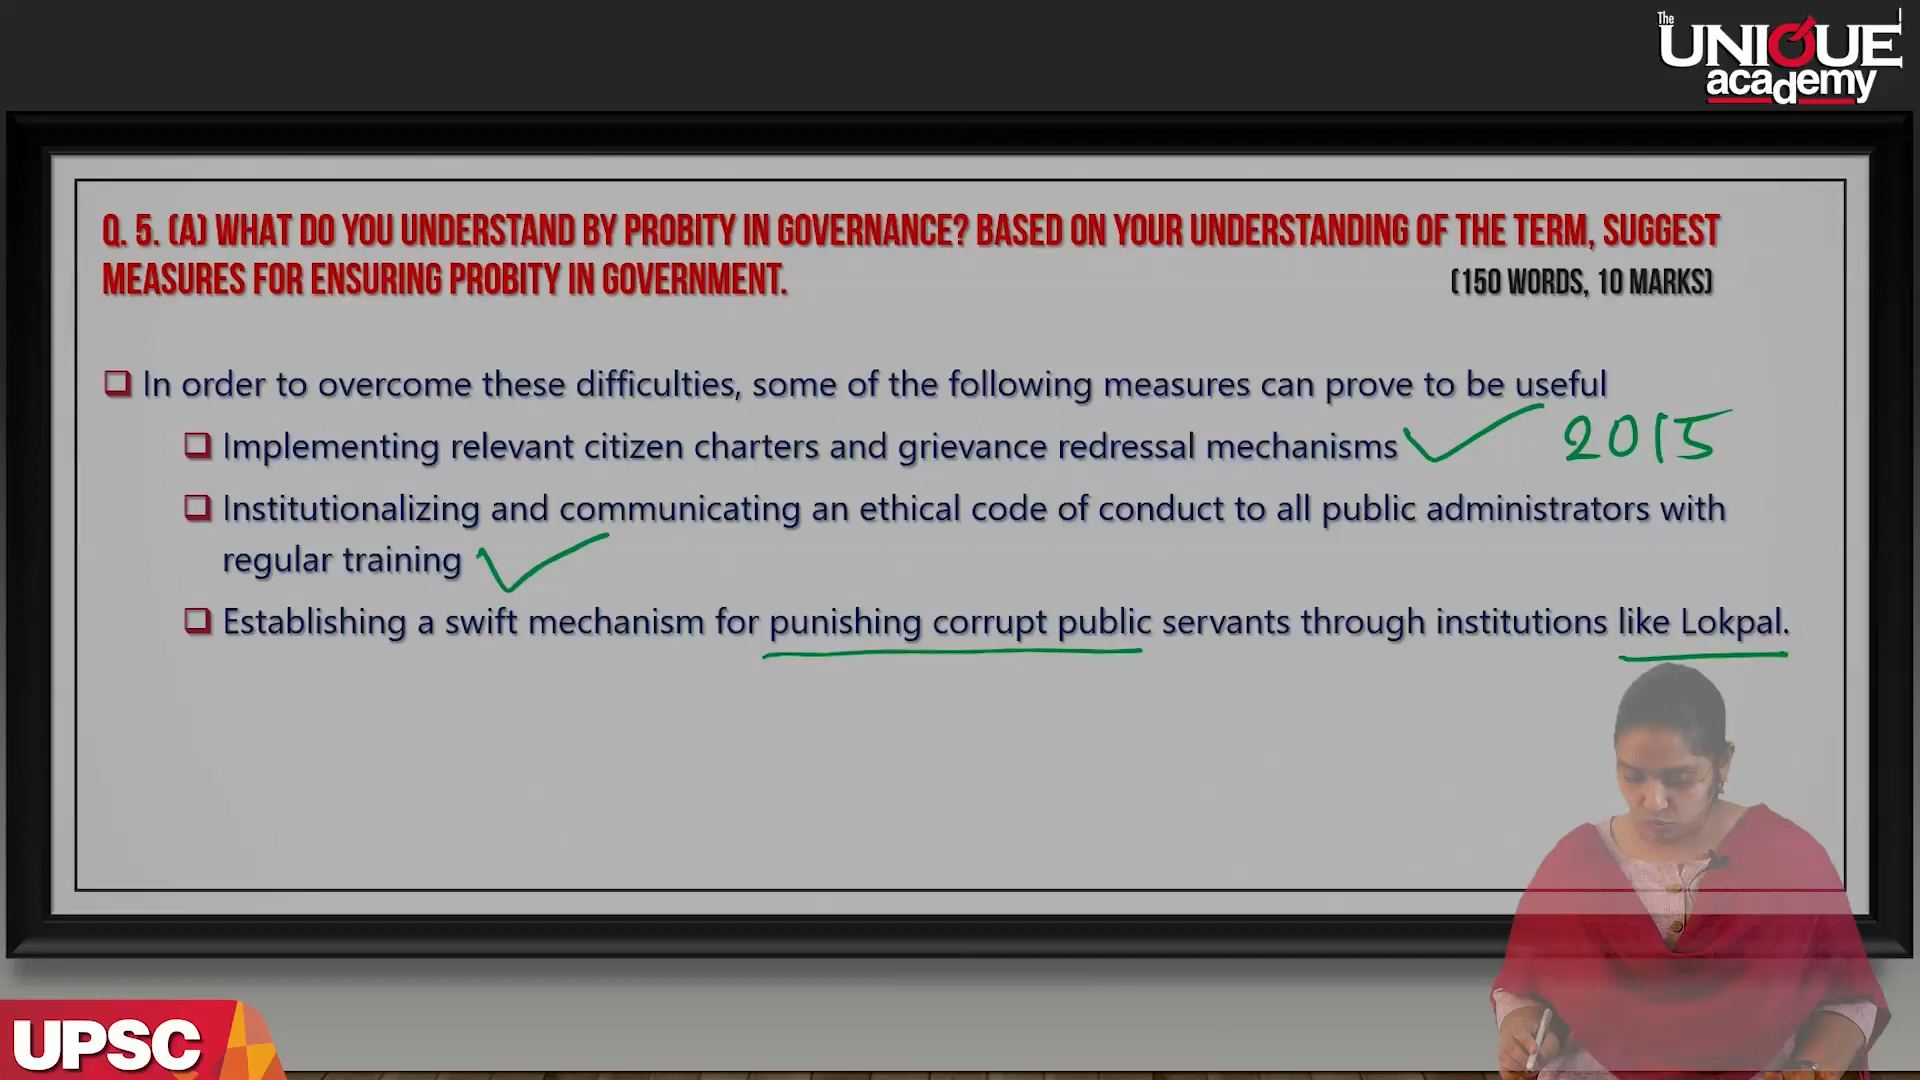 The
UNIQUE
academy
Q. 5. (A) WHAT DO YOU UNDERSTAND BY PROBITY IN GOVERNANCE? BASED ON YOUR UNDERSTANDING OF THE TERM, SUGGEST
MEASURES FOR ENSURING PROBITY IN GOVERNMENT. (150 WORDS, 10 MARKS)
In order to overcome these difficulties, some of the following measures can prove to be useful
Implementing relevant citizen charters and grievance redressal mechanisms 2015
Institutionalizing and communicating an ethical code of conduct to all public administrators with
regular training
Establishing a swift mechanism for punishing corrupt public servants through institutions like Lokpal.
UPSC